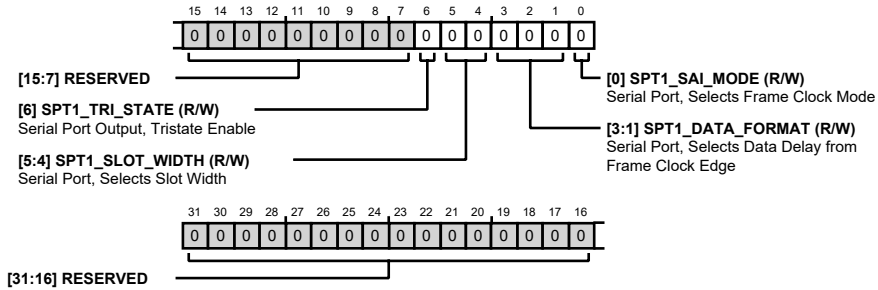 15 14 13 12 11 10 9 8 7 6 5 4 3 2 1 0
0 0 0 0 0 0 0 0 0 0 0 0 0 0 0 0
[15:7] RESERVED
[6] SPT1_TRI_STATE (R/W)
Serial Port Output, Tristate Enable
[5:4] SPT1_SLOT_WIDTH (R/W)
Serial Port, Selects Slot Width
[0] SPT1_SAI_MODE (R/W)
Serial Port, Selects Frame Clock Mode
[3:1] SPT1_DATA_FORMAT (R/W)
Serial Port, Selects Data Delay from
Frame Clock Edge
31 30 29 28 27 26 25 24 23 22 21 20 19 18 17 16
0 0 0 0 0 0 0 0 0 0 0 0 0 0 0 0
[31:16] RESERVED